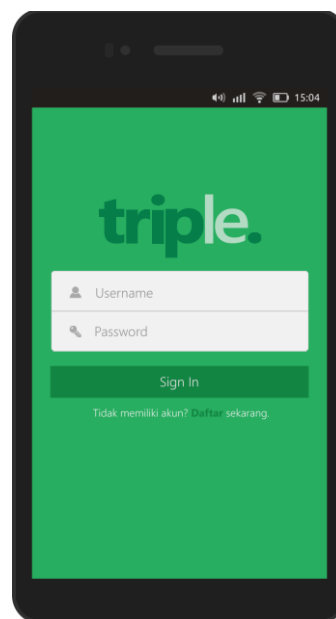 15:04
triple.
Username
Password
Sign In
Tidak memiliki akun? Daftar sekarang.